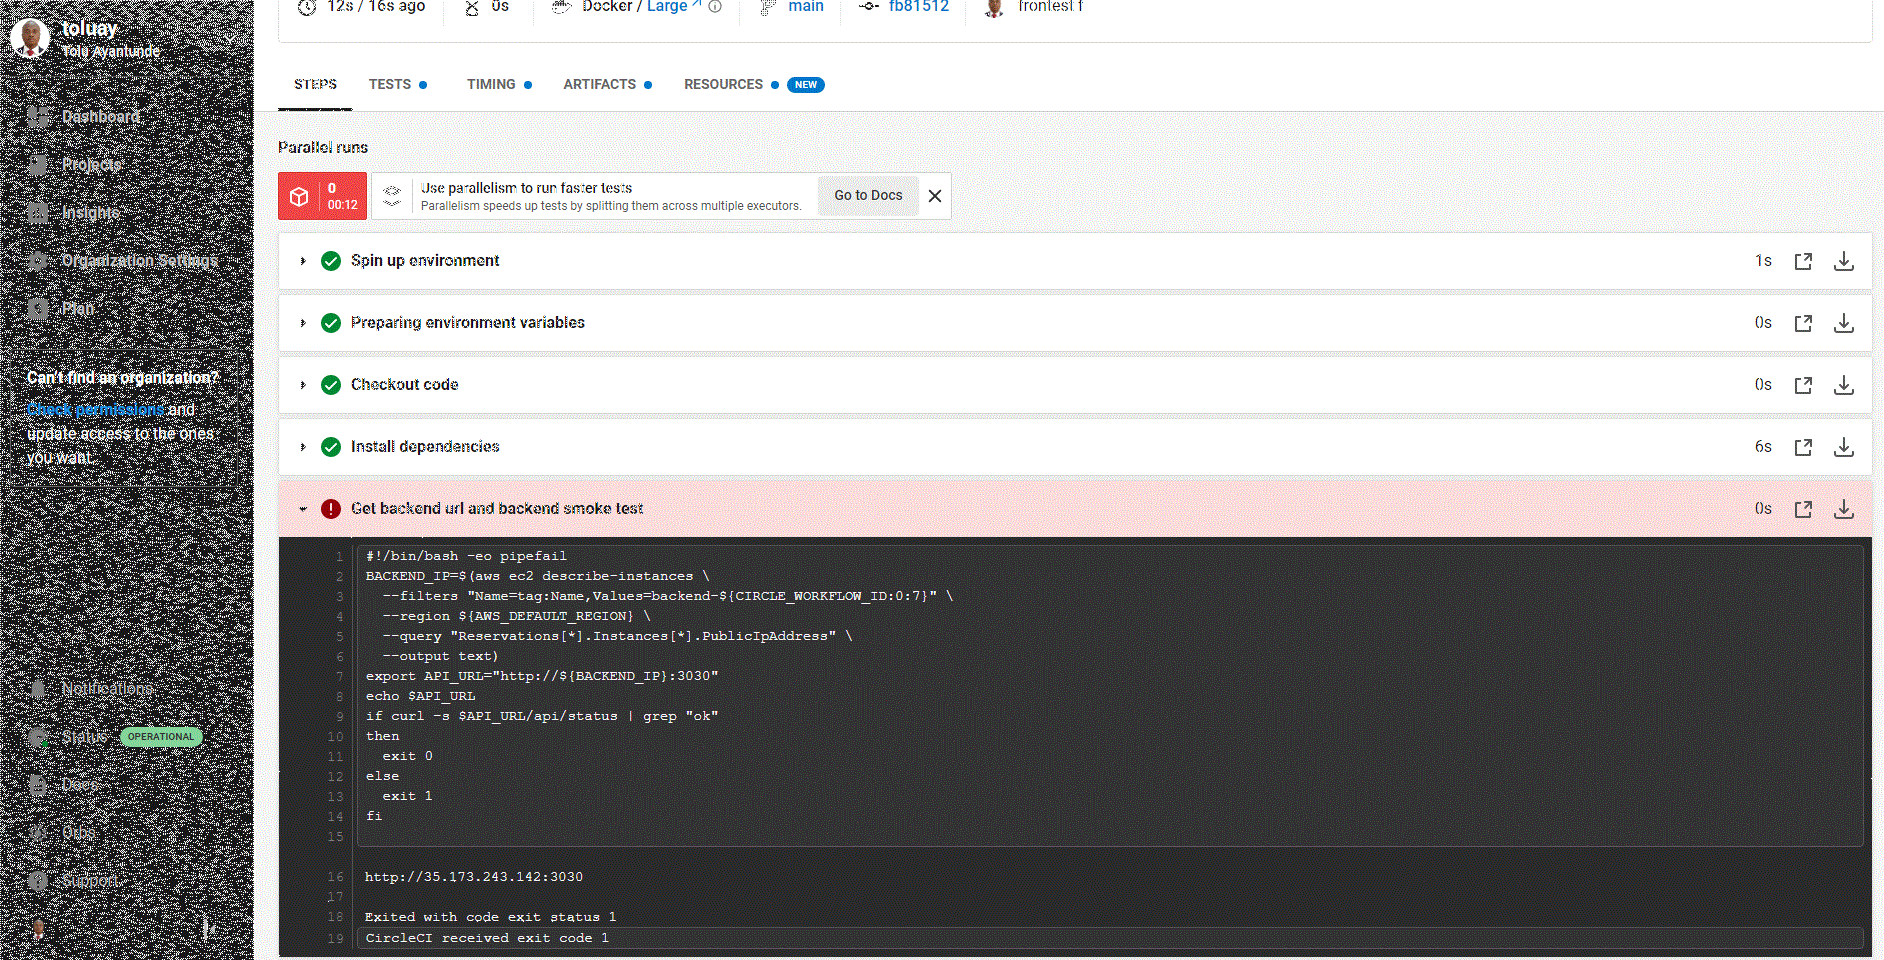 toluay
Tolu Ayantunde
Dashboard
Projects
Insights
Organization Settings
Plan
Can't find an organization?
Check permissions and
update access to the ones
you want.
Notifications
Status OPERATIONAL
Docs
Orbs
Support
12s / 16s ago 0s Docker / Large main fb81512 frontest f
STEPS TESTS TIMING ARTIFACTS RESOURCES NEW
Parallel runs
0
00:12
Use parallelism to run faster tests
Parallelism speeds up tests by splitting them across multiple executors.
Go to Docs
Spin up environment 1s
Preparing environment variables 0s
Checkout code 0s
Install dependencies 6s
Get backend url and backend smoke test 0s
1 #!/bin/bash -eo pipefail
2 BACKEND_IP=$(aws ec2 describe-instances \
3 --filters "Name=tag:Name,Values=backend-${CIRCLE_WORKFLOW_ID:0:7}" \
4 --region ${AWS_DEFAULT_REGION} \
5 --query "Reservations[*].Instances[*].PublicIpAddress" \
6 --output text)
7 export API_URL="http://${BACKEND_IP}:3030"
8 echo $API_URL
9 if curl -s $API_URL/api/status | grep "ok"
10 then
11 exit 0
12 else
13 exit 1
14 fi
15
16 http://35.173.243.142:3030
17
18 Exited with code exit status 1
19 CircleCI received exit code 1